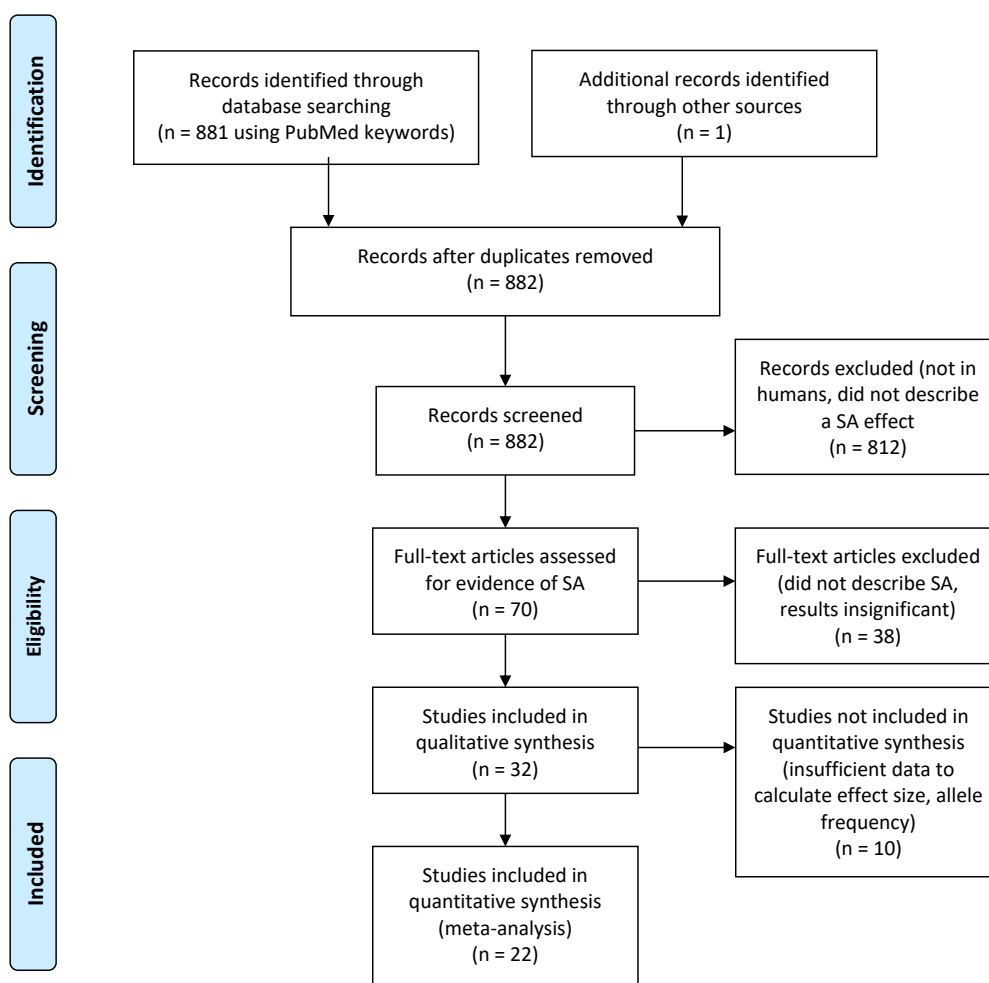 Identification
Records identified through
database searching
(n = 881 using PubMed keywords)
Additional records identified
through other sources
(n = 1)
Records after duplicates removed
(n = 882)
Screening
Records screened
(n = 882)
Records excluded (not in
humans, did not describe
a SA effect
(n = 812)
Eligibility
Full-text articles assessed
for evidence of SA
(n = 70)
Full-text articles excluded
(did not describe SA,
results insignificant)
(n = 38)
Studies included in
qualitative synthesis
(n = 32)
Studies not included in
quantitative synthesis
(insufficient data to
calculate effect size, allele
frequency)
(n = 10)
Included
Studies included in
quantitative synthesis
(meta-analysis)
(n = 22)